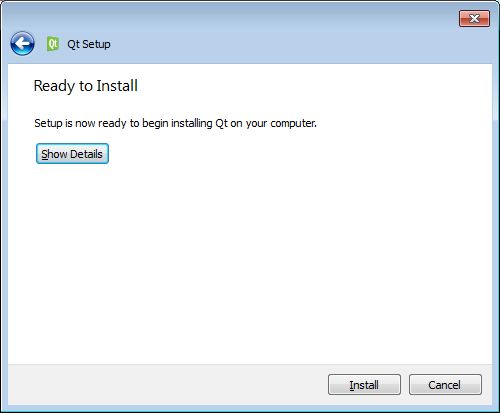 Qt Setup
Ready to Install
Setup is now ready to begin installing Qt on your computer.
Show Details
Install
Cancel